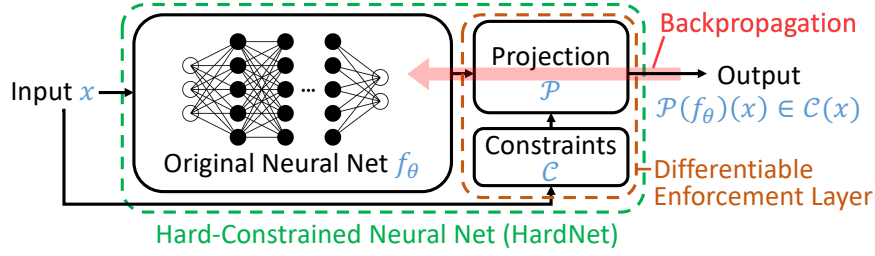 Backpropagation
Input x
Projection
𝒫
Output
𝒫(f_θ)(x) ∈ 𝒞(x)
...
Original Neural Net f_θ
Constraints
𝒞
Differentiable
Enforcement Layer
Hard-Constrained Neural Net (HardNet)